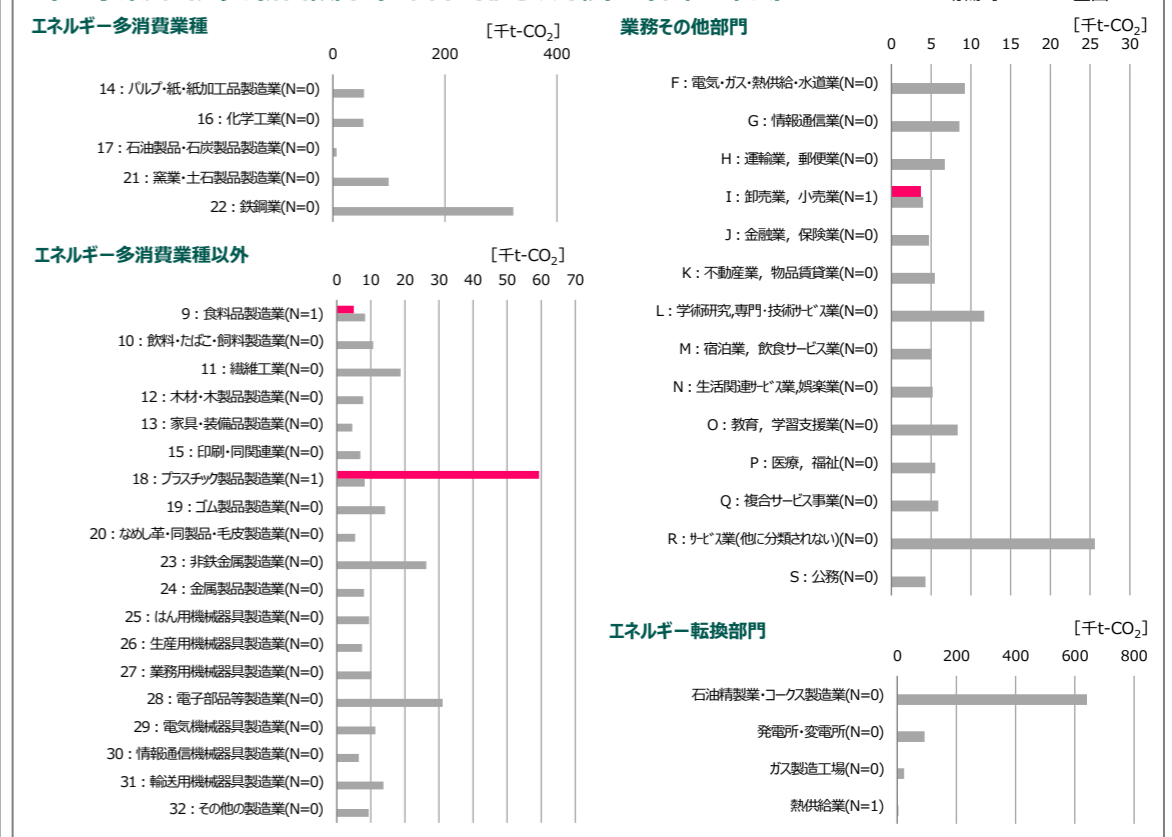 エネルギー多消費業種
[千t-CO2]
0 200 400
14：パルプ・紙・紙加工品製造業(N=0)
16：化学工業(N=0)
17：石油製品・石炭製品製造業(N=0)
21：窯業・土石製品製造業(N=0)
22：鉄鋼業(N=0)
エネルギー多消費業種以外
[千t-CO2]
0 10 20 30 40 50 60 70
9：食料品製造業(N=1)
10：飲料・たばこ・飼料製造業(N=0)
11：繊維工業(N=0)
12：木材・木製品製造業(N=0)
13：家具・装備品製造業(N=0)
15：印刷・同関連業(N=0)
18：プラスチック製品製造業(N=1)
19：ゴム製品製造業(N=0)
20：なめし革・同製品・毛皮製造業(N=0)
23：非鉄金属製造業(N=0)
24：金属製品製造業(N=0)
25：はん用機械器具製造業(N=0)
26：生産用機械器具製造業(N=0)
27：業務用機械器具製造業(N=0)
28：電子部品等製造業(N=0)
29：電気機械器具製造業(N=0)
30：情報通信機械器具製造業(N=0)
31：輸送用機械器具製造業(N=0)
32：その他の製造業(N=0)
業務その他部門
[千t-CO2]
0 5 10 15 20 25 30
F：電気・ガス・熱供給・水道業(N=0)
G：情報通信業(N=0)
H：運輸業，郵便業(N=0)
I：卸売業，小売業(N=1)
J：金融業，保険業(N=0)
K：不動産業，物品賃貸業(N=0)
L：学術研究,専門・技術サービス業(N=0)
M：宿泊業，飲食サービス業(N=0)
N：生活関連サービス業,娯楽業(N=0)
O：教育，学習支援業(N=0)
P：医療，福祉(N=0)
Q：複合サービス事業(N=0)
R：サービス業(他に分類されない)(N=0)
S：公務(N=0)
エネルギー転換部門
[千t-CO2]
0 200 400 600 800
石油精製業・コークス製造業(N=0)
発電所・変電所(N=0)
ガス製造工場(N=0)
熱供給業(N=1)